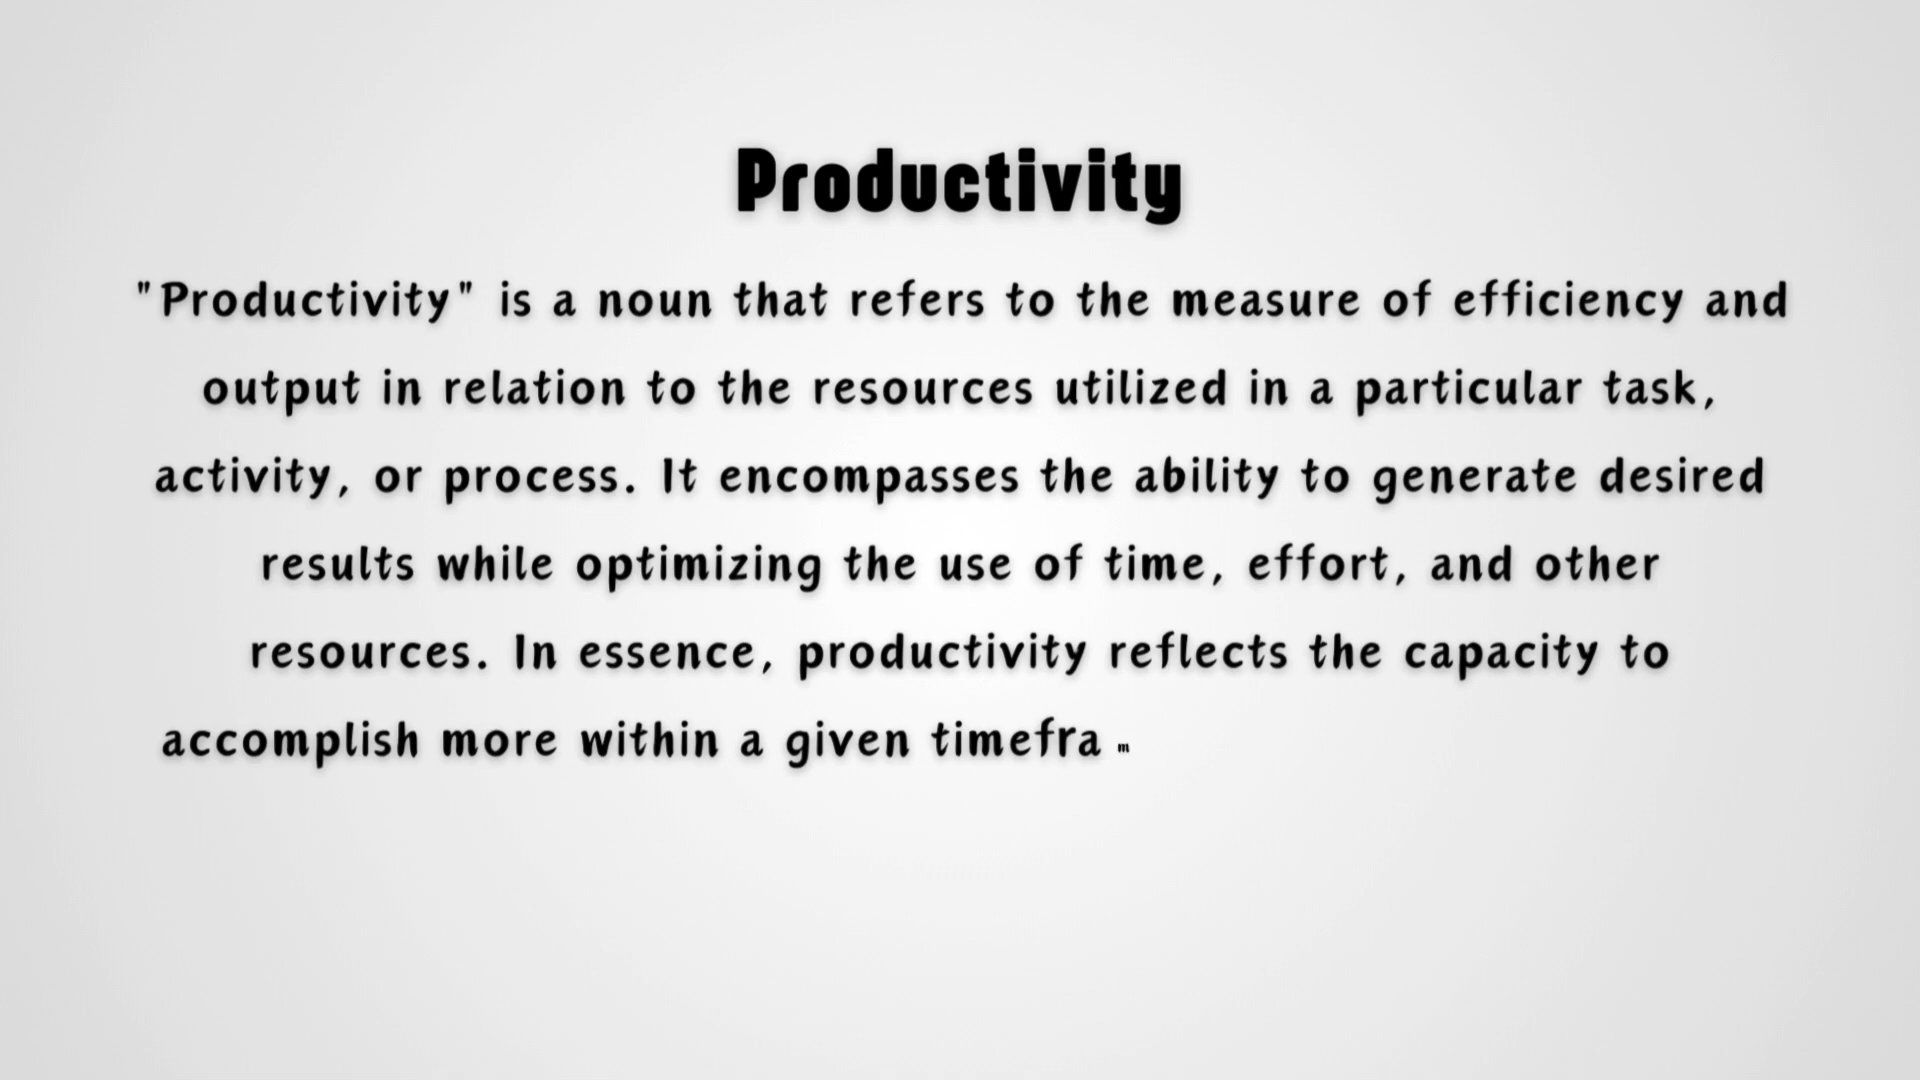 Productivity
"Productivity" is a noun that refers to the measure of efficiency and
output in relation to the resources utilized in a particular task,
activity, or process. It encompasses the ability to generate desired
results while optimizing the use of time, effort, and other
resources. In essence, productivity reflects the capacity to
accomplish more within a given timefra m